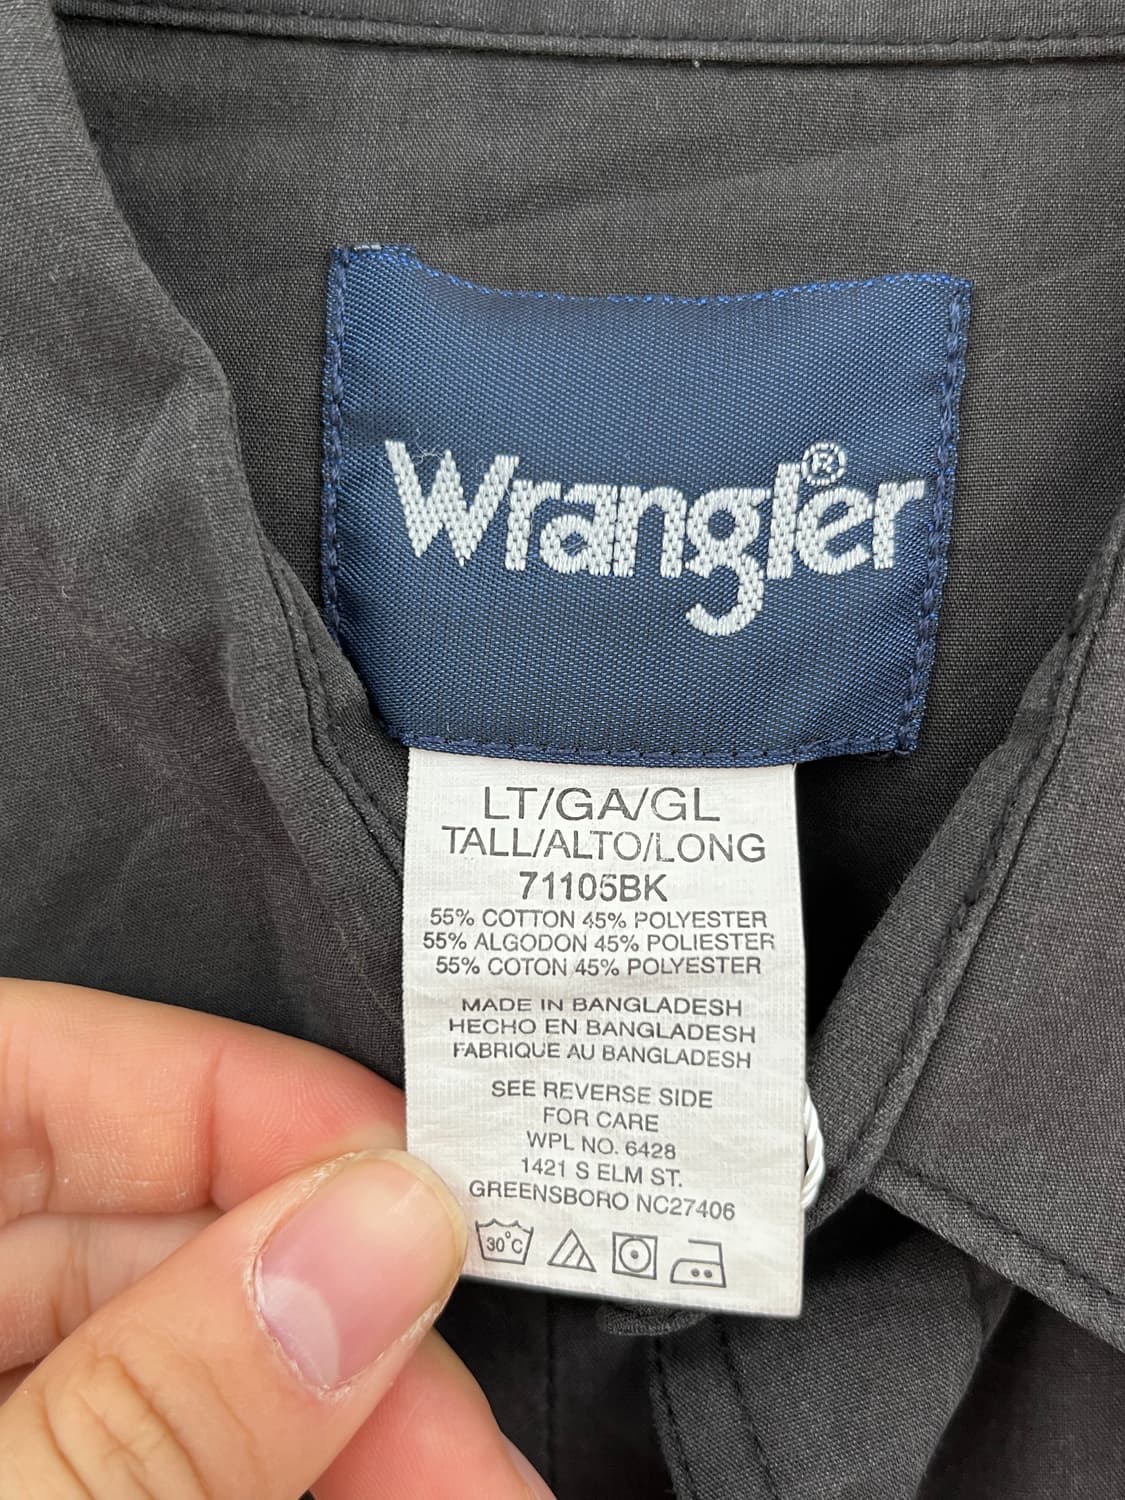 Wrangler®
LT/GA/GL
TALL/ALTO/LONG
71105BK
55% COTTON 45% POLYESTER
55% ALGODON 45% POLIESTER
55% COTON 45% POLYESTER
MADE IN BANGLADESH
HECHO EN BANGLADESH
FABRIQUE AU BANGLADESH
SEE REVERSE SIDE
FOR CARE
WPL NO. 6428
1421 S ELM ST.
GREENSBORO NC27406
30°C